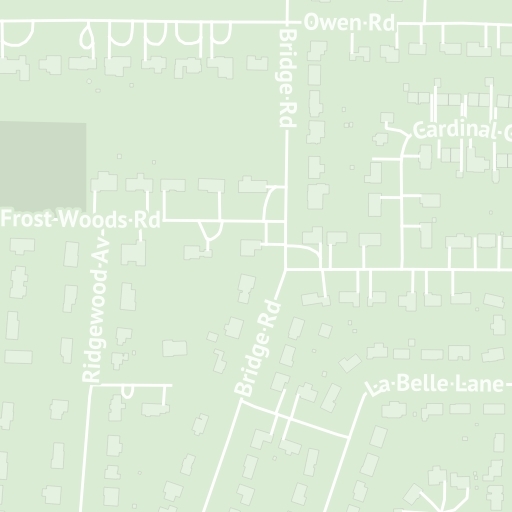 Owen Rd
Bridge Rd
Cardinal C
Frost Woods Rd
Ridgewood Av
Bridge Rd
La Belle Lane